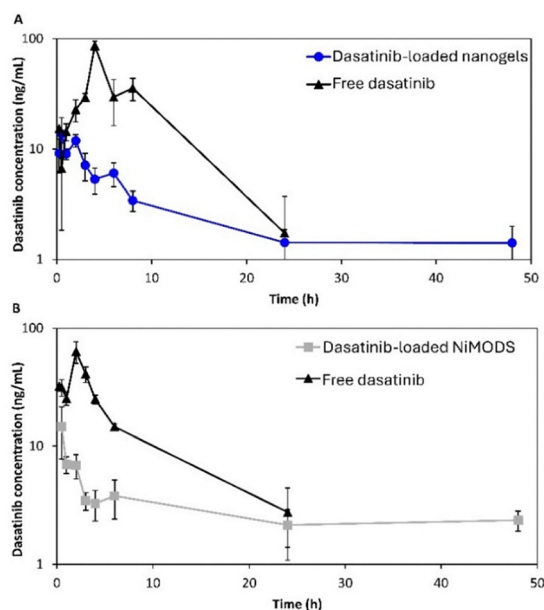 A
100
10
1
Dasatinib concentration (ng/mL)
Dasatinib-loaded nanogels
Free dasatinib
0 10 20 30 40 50
Time (h)
B
100
10
1
Dasatinib concentration (ng/mL)
Dasatinib-loaded NiMODS
Free dasatinib
0 10 20 30 40 50
Time (h)